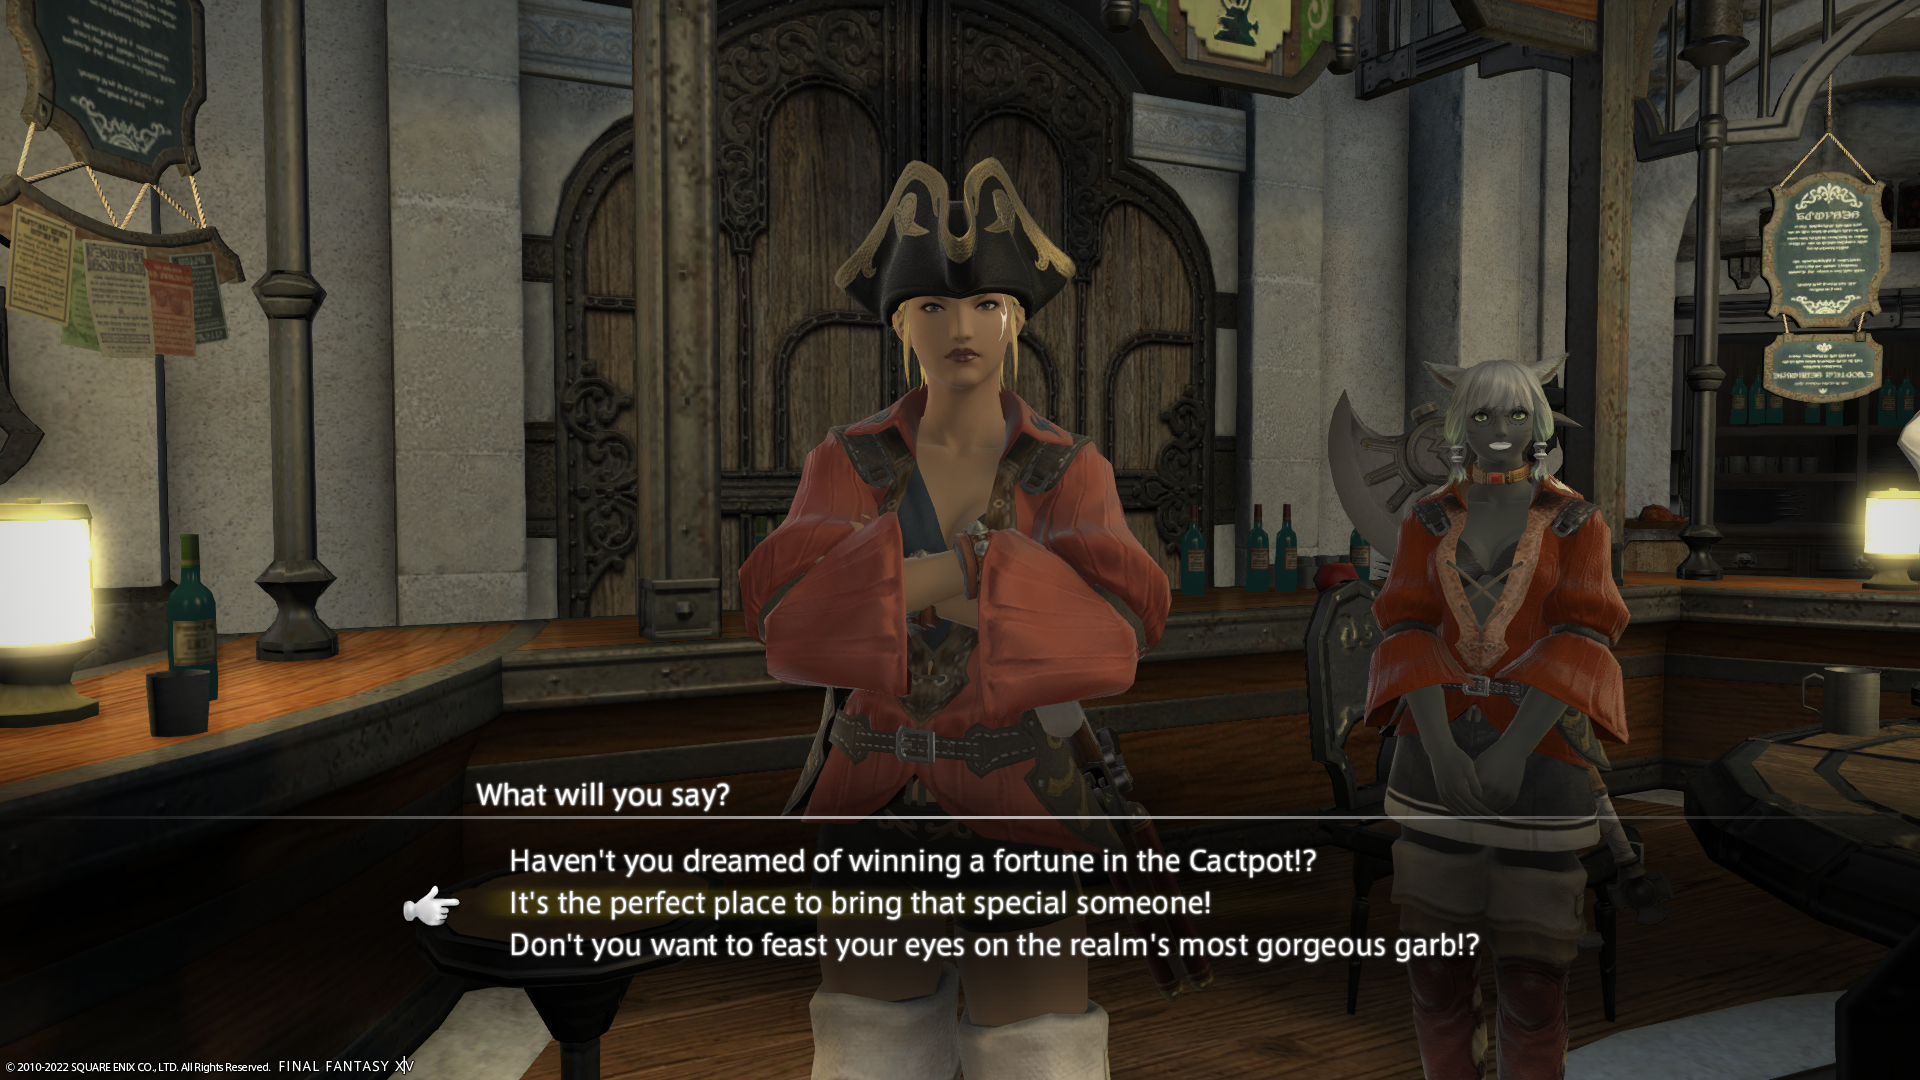 What will you say?
Haven't you dreamed of winning a fortune in the Cactpot!?
It's the perfect place to bring that special someone!
Don't you want to feast your eyes on the realm's most gorgeous garb!?
© 2010-2022 SQUARE ENIX CO., LTD. All Rights Reserved. FINAL FANTASY XIV